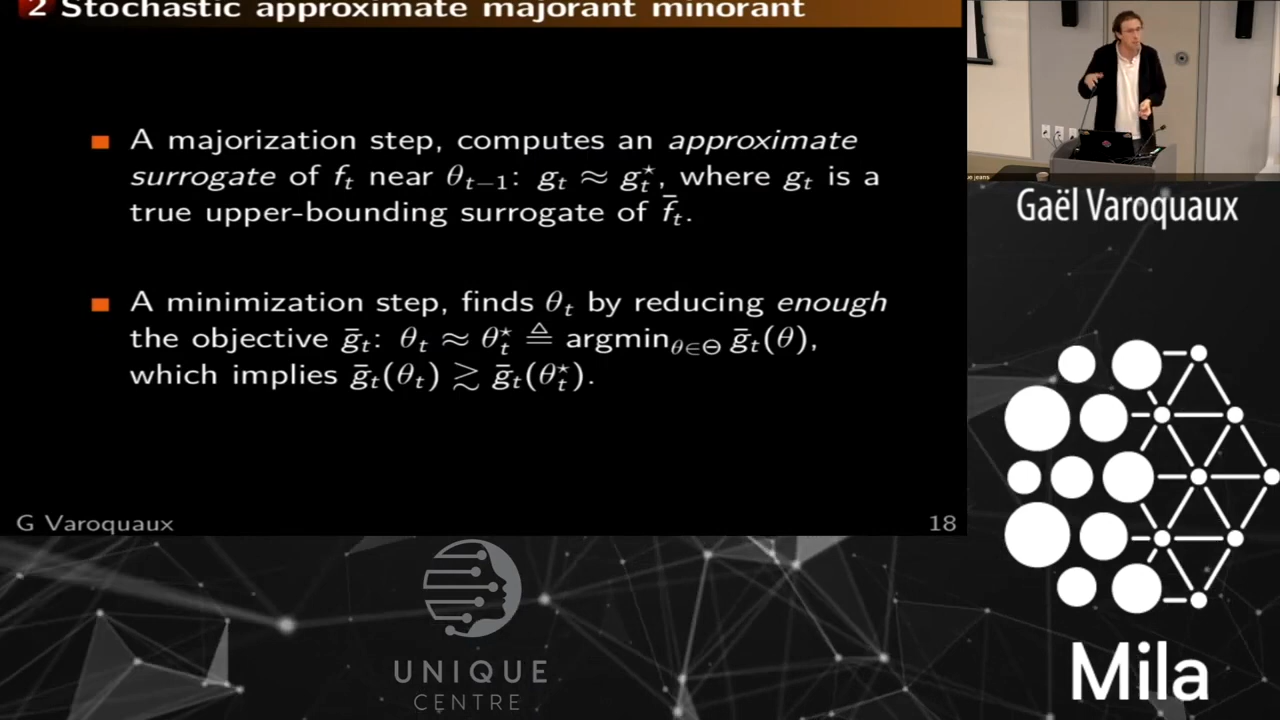 2 Stochastic approximate majorant minorant
A majorization step, computes an approximate
surrogate of fₜ near θₜ₋₁: gₜ ≈ gₜ⋆, where gₜ is a
true upper-bounding surrogate of f̄ₜ.
A minimization step, finds θₜ by reducing enough
the objective ḡₜ: θₜ ≈ θₜ⋆ ≜ argmin_θ∈Θ ḡₜ(θ),
which implies ḡₜ(θₜ) ≳ ḡₜ(θₜ⋆).
G Varoquaux
18
Gaël Varoquaux
UNIQUE
CENTRE
Mila